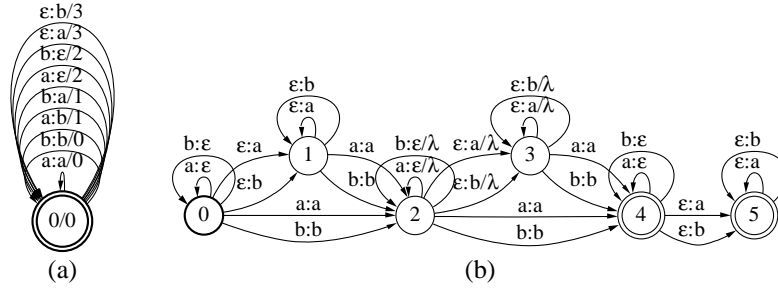 ε:b/3
ε:a/3
b:ε/2
a:ε/2
b:a/1
a:b/1
b:b/0
a:a/0
0/0
(a)
b:ε
a:ε
0
ε:a
ε:b
ε:b
ε:a
1
a:a
b:b
a:a
b:b
b:ε/λ
a:ε/λ
2
ε:a/λ
ε:b/λ
ε:b/λ
ε:a/λ
3
a:a
b:b
a:a
b:b
b:ε
a:ε
4
ε:a
ε:b
ε:b
ε:a
5
(b)